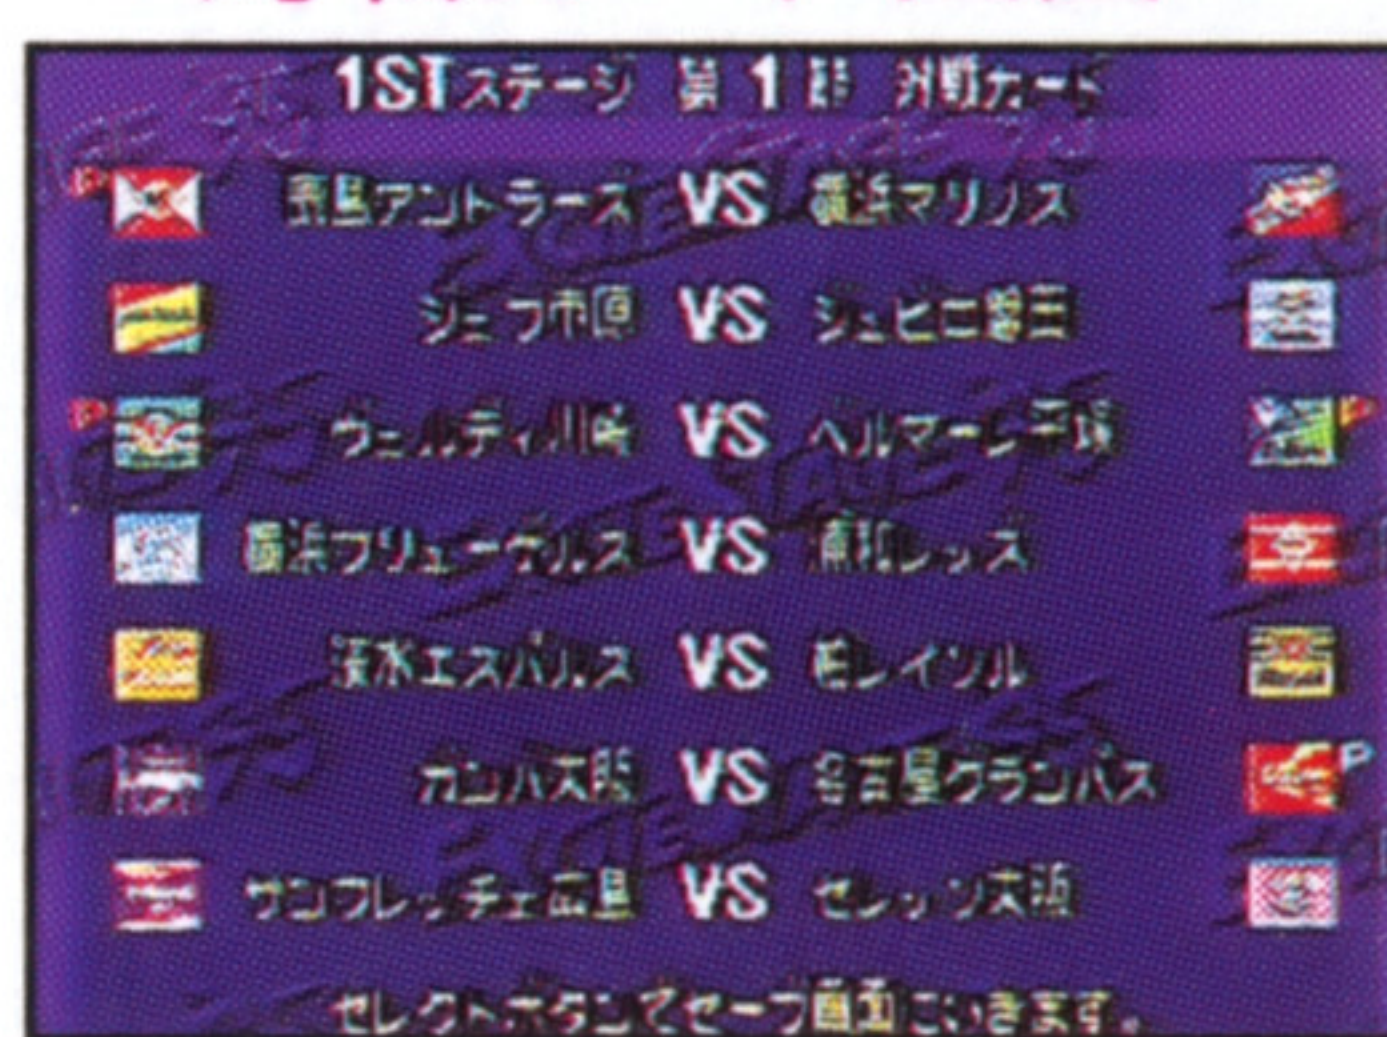 1STステージ 第1節 対戦カード
鹿島アントラーズ VS 横浜マリノス
ジェフ市原 VS ジュビロ磐田
P ヴェルディ川崎 VS ベルマーレ平塚 P
横浜フリューゲルス VS 浦和レッズ
清水エスパルス VS 柏レイソル
ガンバ大阪 VS 名古屋グランパス P
サンフレッチェ広島 VS セレッソ大阪
セレクトボタンでセーブ画面にいきます。